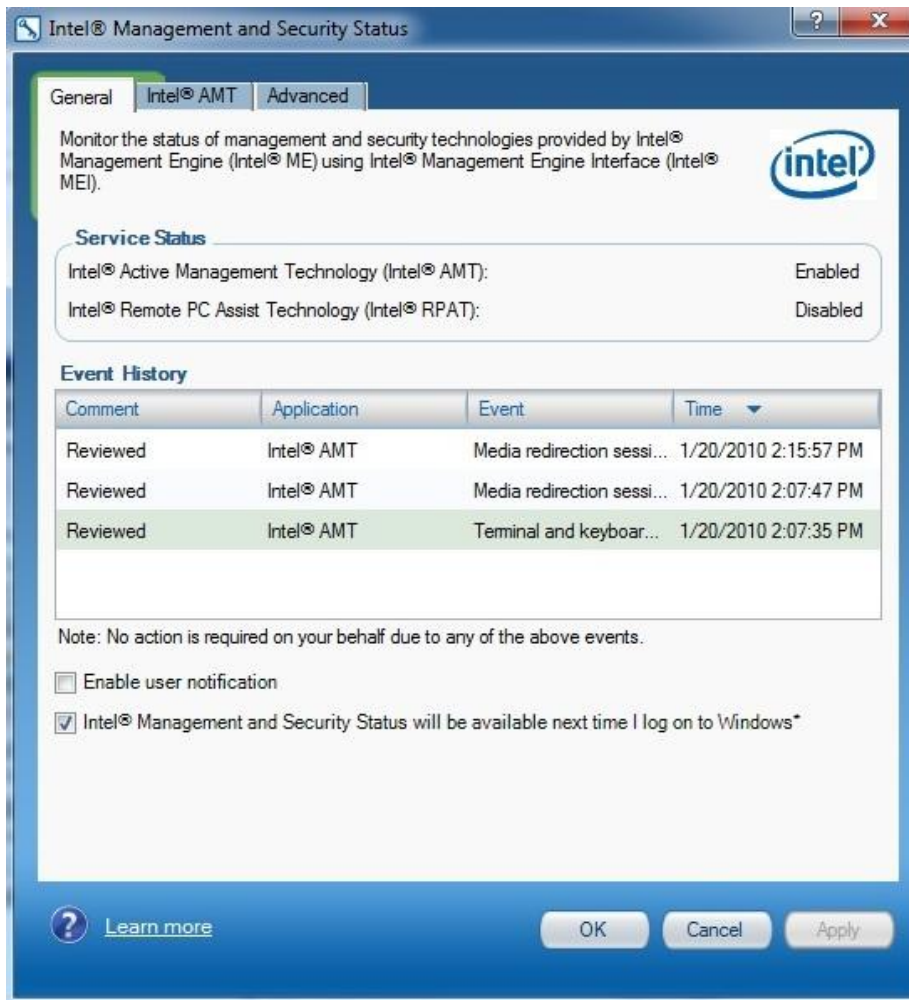 Intel® Management and Security Status
?
X
General Intel® AMT Advanced
Monitor the status of management and security technologies provided by Intel®
Management Engine (Intel® ME) using Intel® Management Engine Interface (Intel®
MEI).
intel®
Service Status
Intel® Active Management Technology (Intel® AMT): Enabled
Intel® Remote PC Assist Technology (Intel® RPAT): Disabled
Event History
Comment Application Event Time
Reviewed Intel® AMT Media redirection sessi... 1/20/2010 2:15:57 PM
Reviewed Intel® AMT Media redirection sessi... 1/20/2010 2:07:47 PM
Reviewed Intel® AMT Terminal and keyboar... 1/20/2010 2:07:35 PM
Note: No action is required on your behalf due to any of the above events.
Enable user notification
Intel® Management and Security Status will be available next time I log on to Windows*
? Learn more OK Cancel Apply